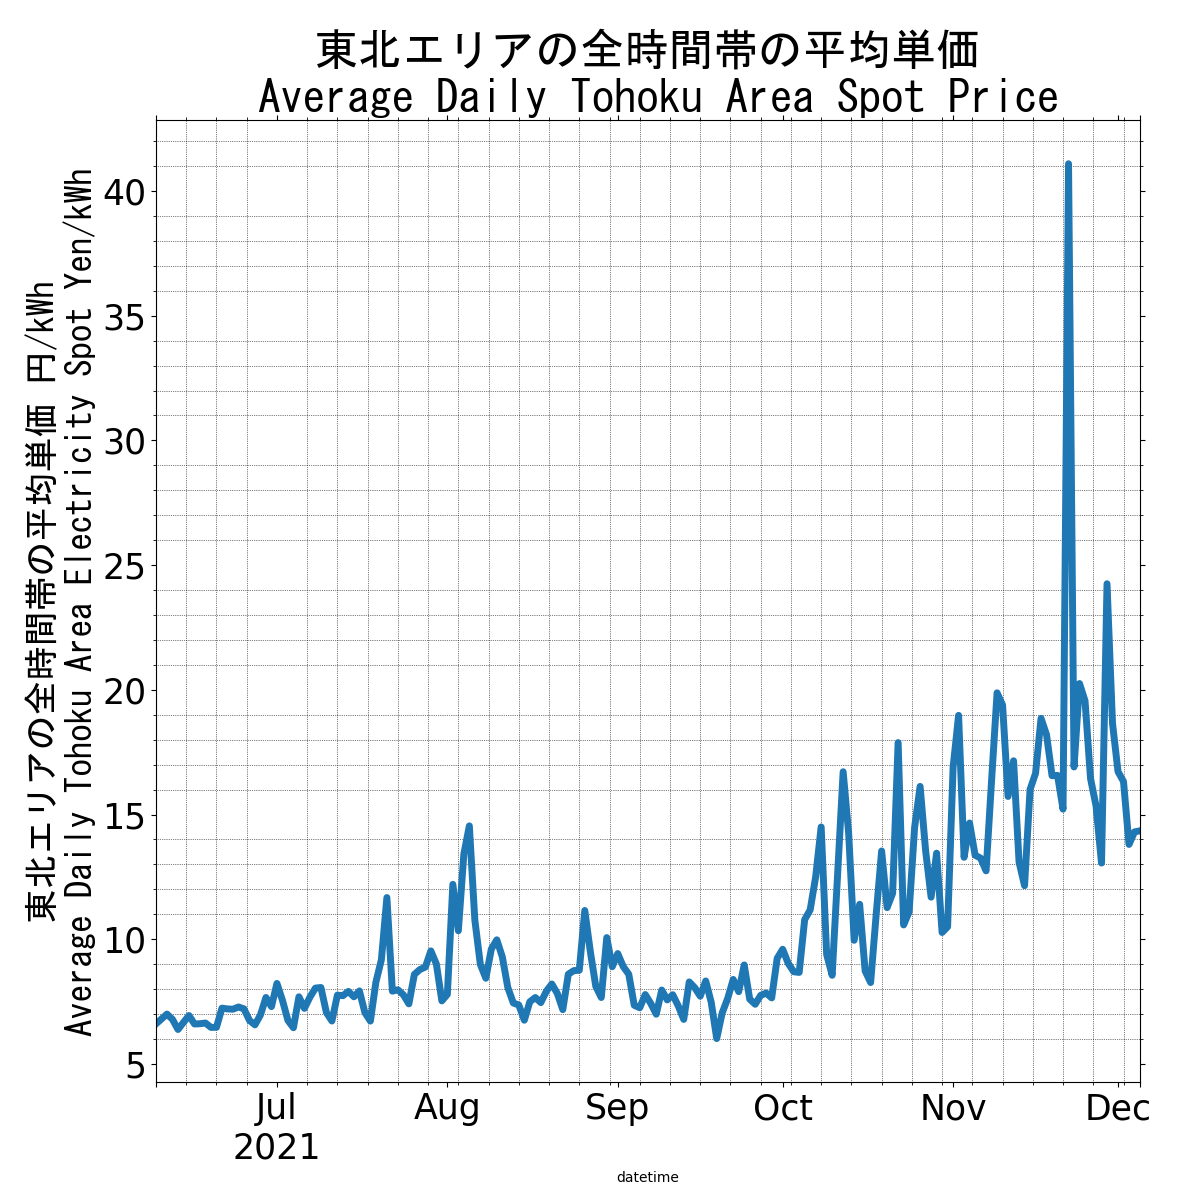 東北エリアの全時間帯の平均単価
Average Daily Tohoku Area Spot Price
東北エリアの全時間帯の平均単価 円/kWh
Average Daily Tohoku Area Electricity Spot Yen/kWh
40
35
30
25
20
15
10
5
Jul
2021
Aug
Sep
Oct
Nov
Dec
datetime